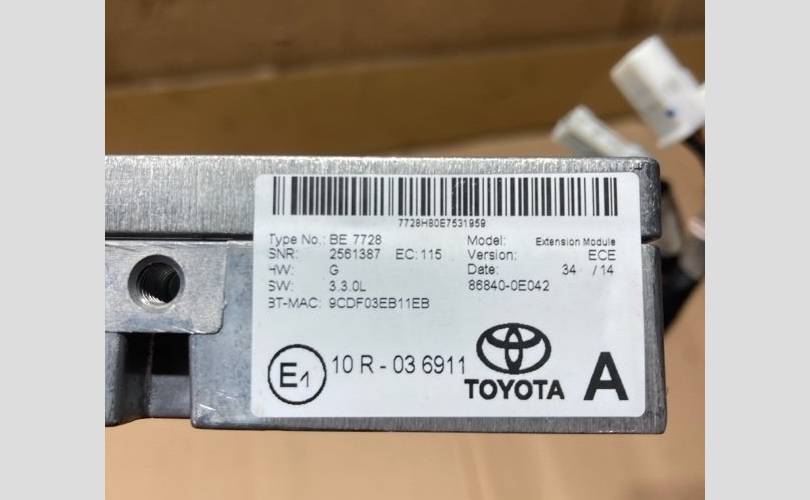 7728H80E7531959
Type No.: BE 7728 Model: Extension Module
SNR: 2561387 EC: 115 Version: ECE
HW: G Date: 34 /14
SW: 3.3.0L 86840-0E042
BT-MAC: 9CDF03EB11EB
E1 10 R - 03 6911 TOYOTA A